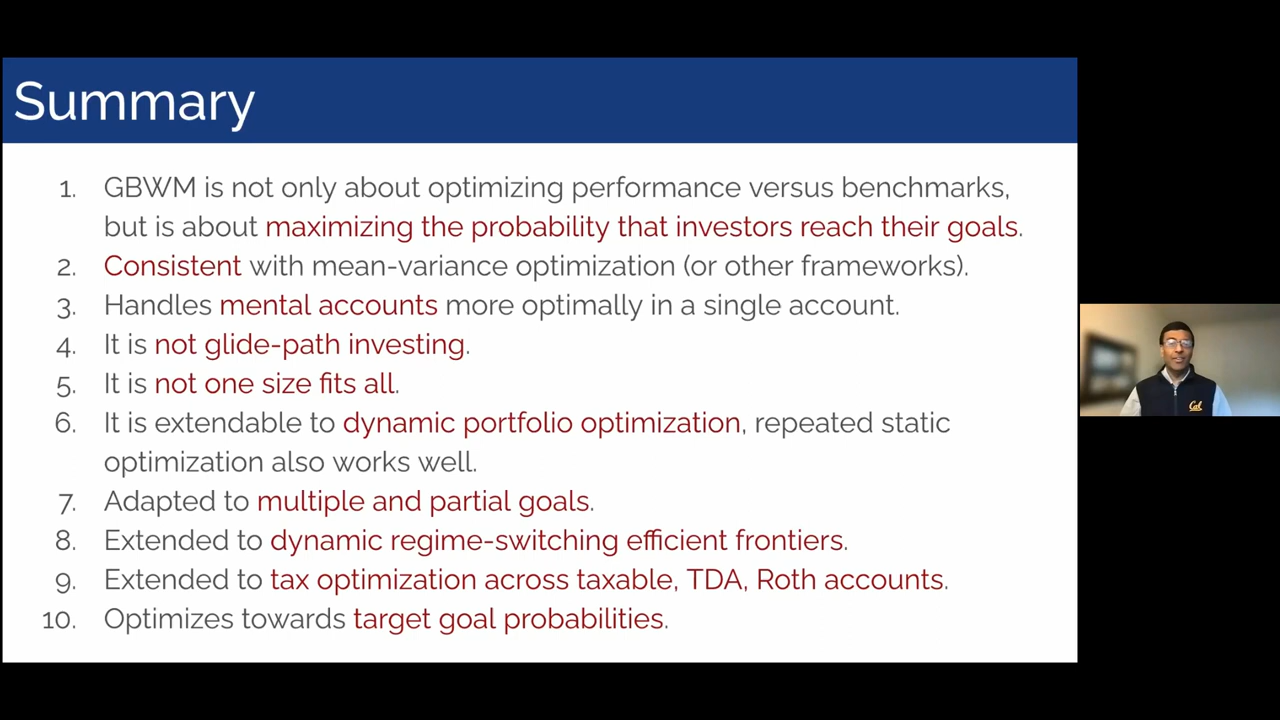 Summary
1. GBWM is not only about optimizing performance versus benchmarks,
but is about maximizing the probability that investors reach their goals.
2. Consistent with mean-variance optimization (or other frameworks).
3. Handles mental accounts more optimally in a single account.
4. It is not glide-path investing.
5. It is not one size fits all.
6. It is extendable to dynamic portfolio optimization, repeated static
optimization also works well.
7. Adapted to multiple and partial goals.
8. Extended to dynamic regime-switching efficient frontiers.
9. Extended to tax optimization across taxable, TDA, Roth accounts.
10. Optimizes towards target goal probabilities.
Cal